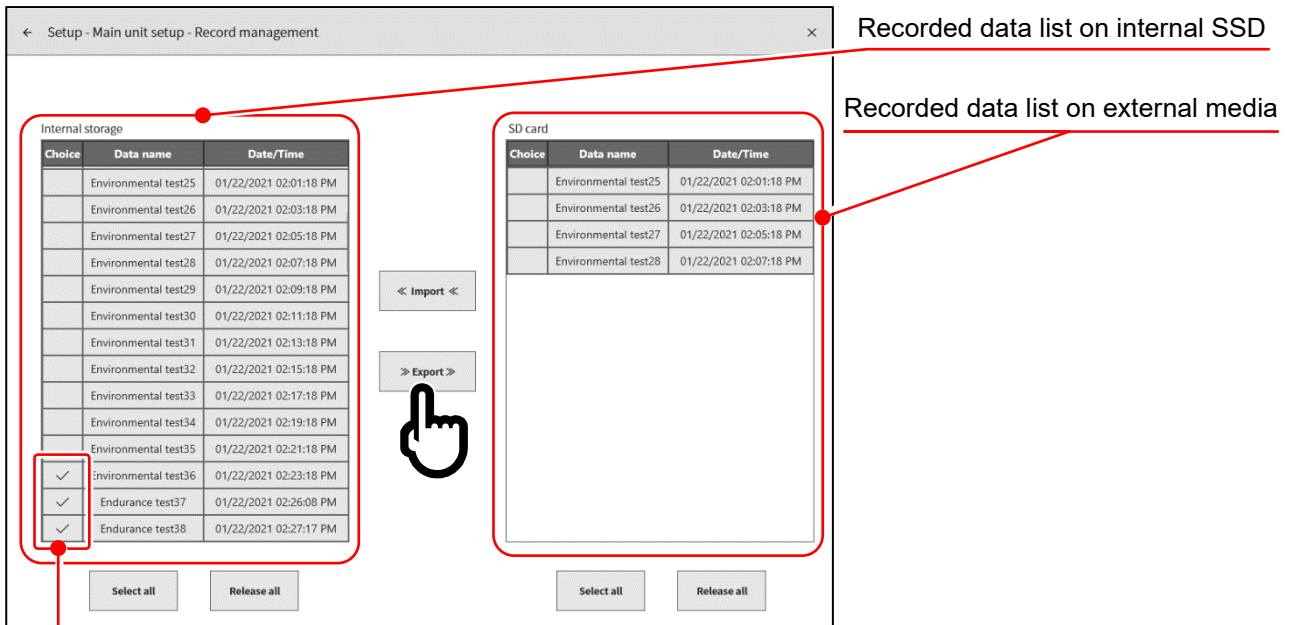 ← Setup - Main unit setup - Record management ×
Recorded data list on internal SSD
Recorded data list on external media
Internal storage
Choice Data name Date/Time
Environmental test25 01/22/2021 02:01:18 PM
Environmental test26 01/22/2021 02:03:18 PM
Environmental test27 01/22/2021 02:05:18 PM
Environmental test28 01/22/2021 02:07:18 PM
Environmental test29 01/22/2021 02:09:18 PM
Environmental test30 01/22/2021 02:11:18 PM
Environmental test31 01/22/2021 02:13:18 PM
Environmental test32 01/22/2021 02:15:18 PM
Environmental test33 01/22/2021 02:17:18 PM
Environmental test34 01/22/2021 02:19:18 PM
Environmental test35 01/22/2021 02:21:18 PM
✓ Environmental test36 01/22/2021 02:23:18 PM
✓ Endurance test37 01/22/2021 02:26:08 PM
✓ Endurance test38 01/22/2021 02:27:17 PM
Select all Release all
≪ Import ≪
≫ Export ≫
SD card
Choice Data name Date/Time
Environmental test25 01/22/2021 02:01:18 PM
Environmental test26 01/22/2021 02:03:18 PM
Environmental test27 01/22/2021 02:05:18 PM
Environmental test28 01/22/2021 02:07:18 PM
Select all Release all